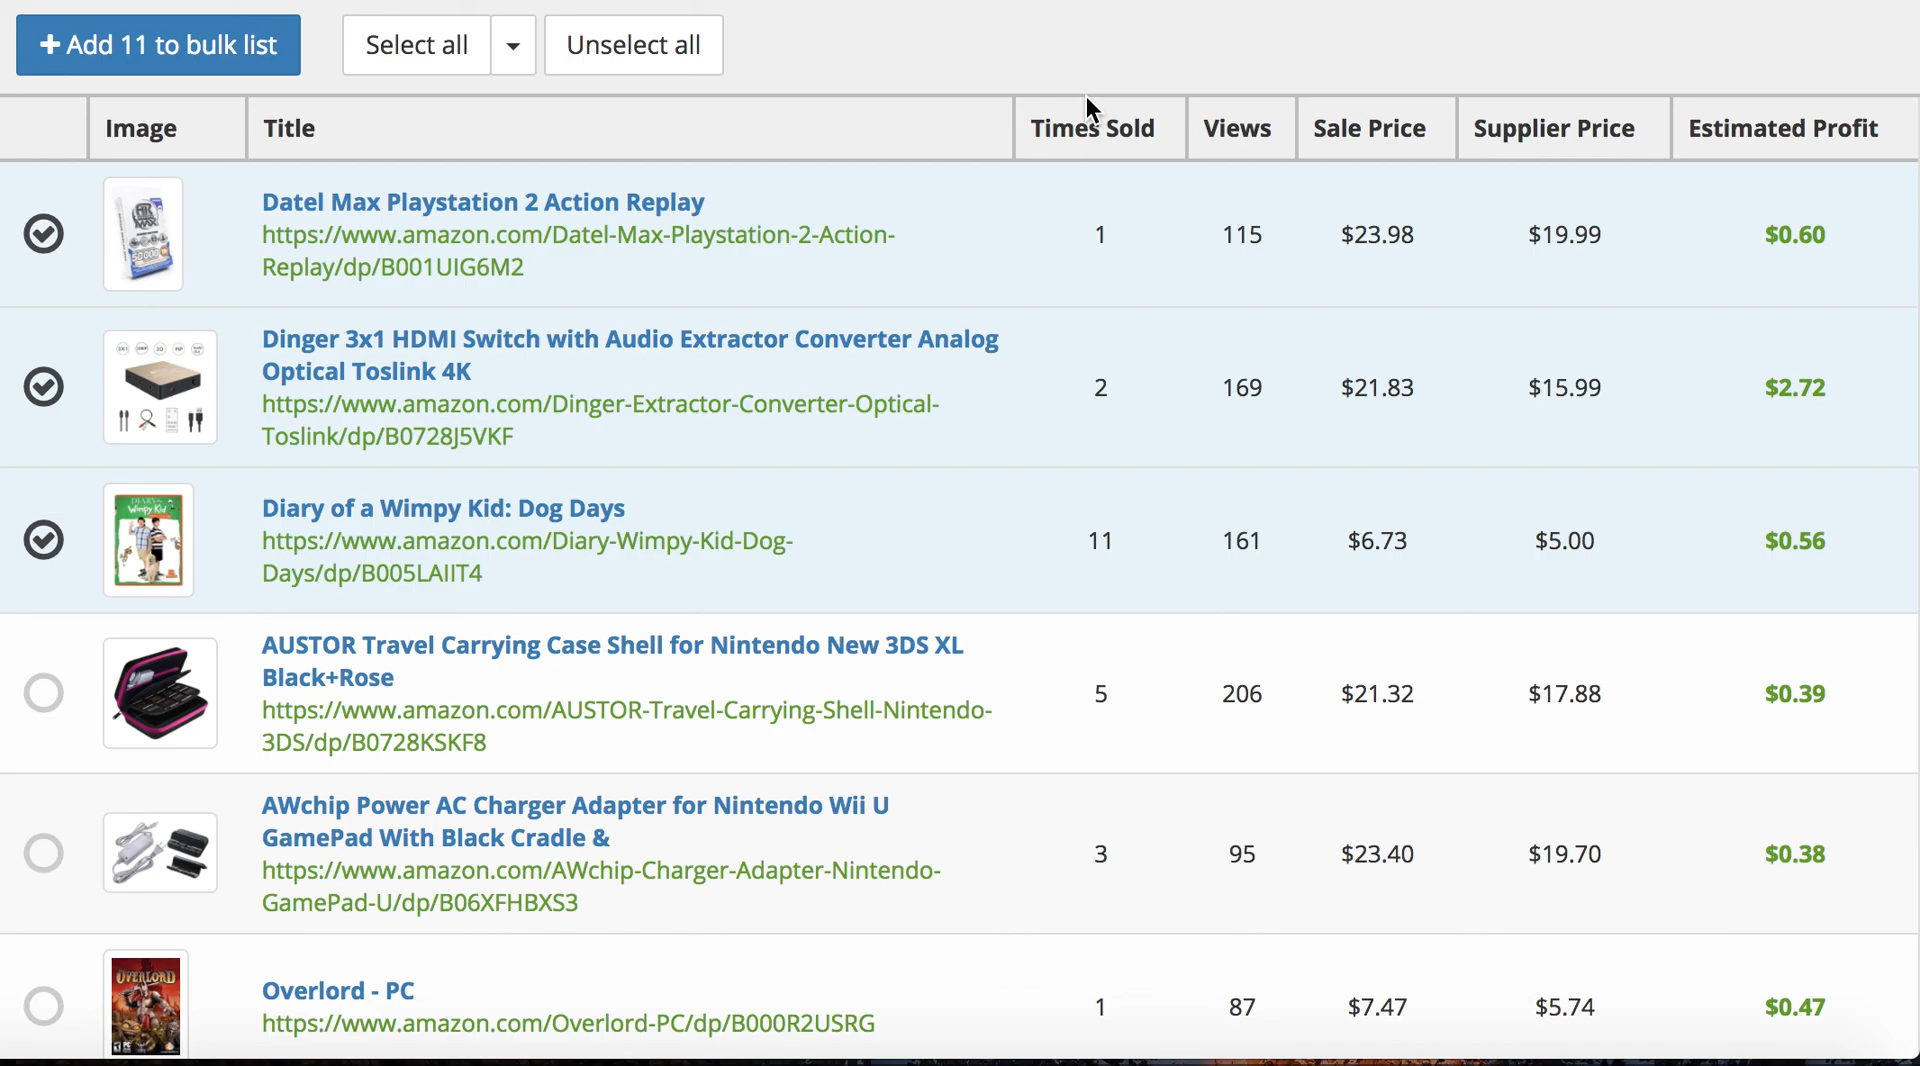 Add 11 to bulk list
Select all
Unselect all
Image
Title
Times Sold
Views
Sale Price
Supplier Price
Estimated Profit
Datel Max Playstation 2 Action Replay
https://www.amazon.com/Datel-Max-Playstation-2-Action-
Replay/dp/B001UIG6M2
1
115
$23.98
$19.99
$0.60
Dinger 3x1 HDMI Switch with Audio Extractor Converter Analog
Optical Toslink 4K
https://www.amazon.com/Dinger-Extractor-Converter-Optical-
Toslink/dp/B0728J5VKF
2
169
$21.83
$15.99
$2.72
DIARY
Wimpy Kid
Diary of a Wimpy Kid: Dog Days
https://www.amazon.com/Diary-Wimpy-Kid-Dog-
Days/dp/B005LAIIT4
11
161
$6.73
$5.00
$0.56
AUSTOR Travel Carrying Case Shell for Nintendo New 3DS XL
Black+Rose
https://www.amazon.com/AUSTOR-Travel-Carrying-Shell-Nintendo-
3DS/dp/B0728KSKF8
5
206
$21.32
$17.88
$0.39
AWchip Power AC Charger Adapter for Nintendo Wii U
GamePad With Black Cradle &
https://www.amazon.com/AWchip-Charger-Adapter-Nintendo-
GamePad-U/dp/B06XFHBXS3
3
95
$23.40
$19.70
$0.38
OVERLORD
Overlord - PC
https://www.amazon.com/Overlord-PC/dp/B000R2USRG
1
87
$7.47
$5.74
$0.47